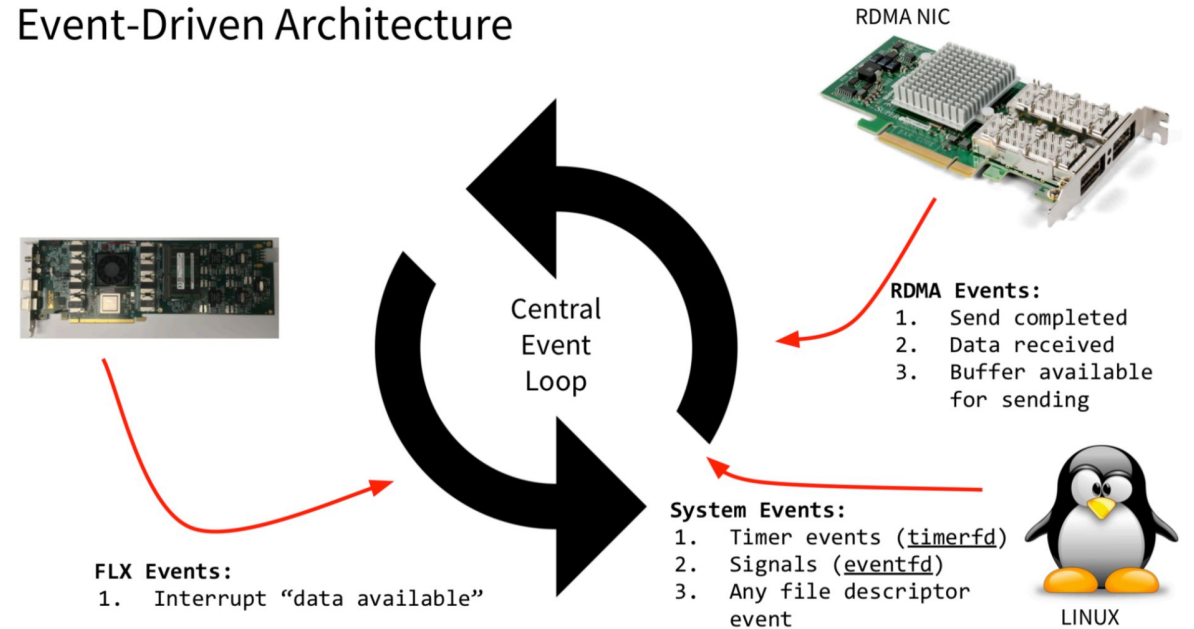 Event-Driven Architecture
RDMA NIC
Central
Event
Loop
RDMA Events:
1. Send completed
2. Data received
3. Buffer available
for sending
System Events:
1. Timer events (timerfd)
2. Signals (eventfd)
3. Any file descriptor
event
LINUX
FLX Events:
1. Interrupt “data available”